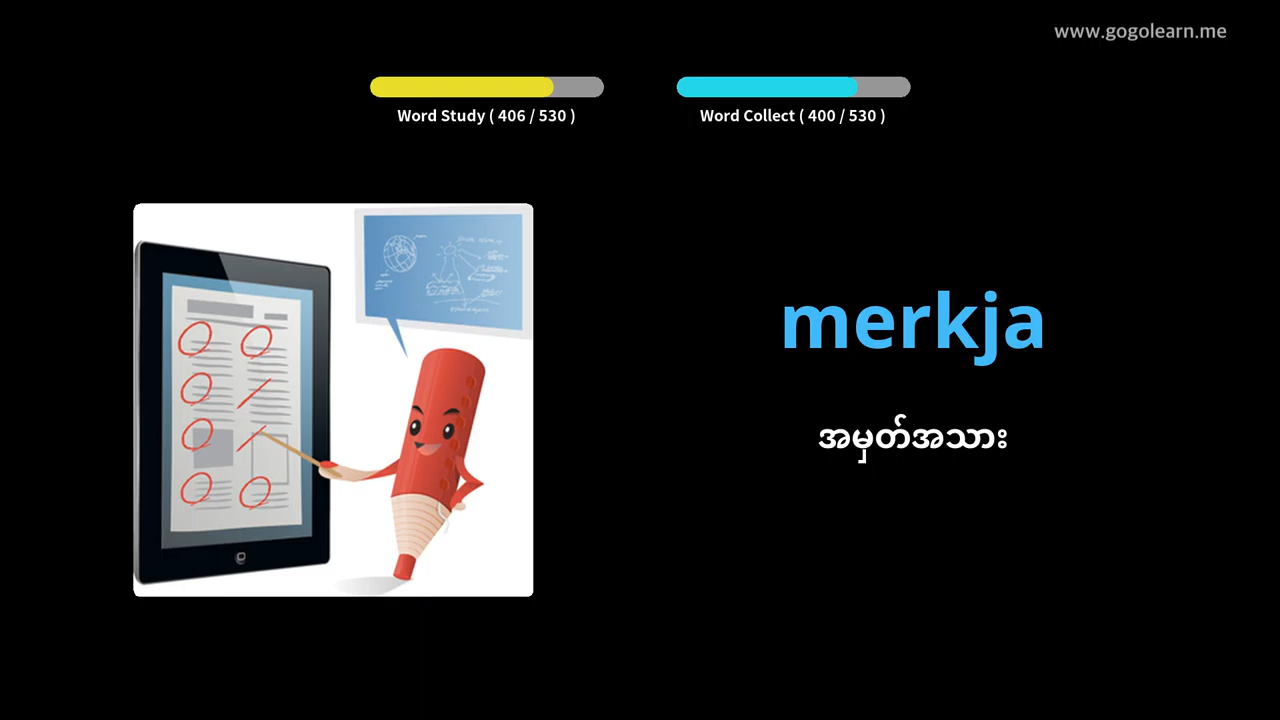 www.gogolearn.me
Word Study ( 406 / 530 )
Word Collect ( 400 / 530 )
merkja
အမှတ်အသား